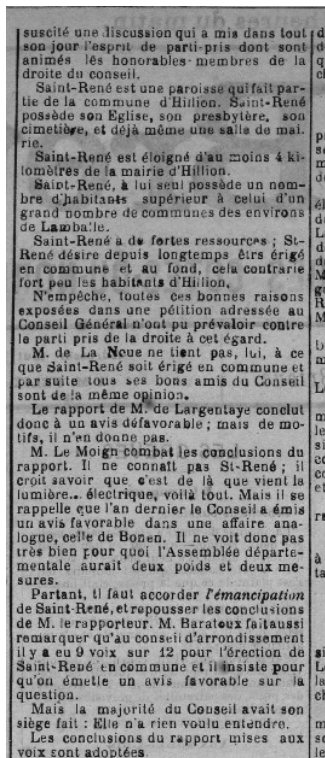 suscité une discussion qui a mis dans tout
son jour l'esprit de parti-pris dont sont
animés les honorables membres de la
droite du conseil.
Saint-René est une paroisse qui fait par-
tie de la commune d'Hillion. Saint-René
possède son Eglise, son presbytère, son
cimetière, et déjà même une salle de mai-
rie.
Saint-René est éloigné d'au moins 4 ki-
lomètres de la mairie d'Hillion.
Saint-René, à lui seul possède un nom-
bre d'habitants supérieur à celui d'un
grand nombre de communes des environs
de Lamballe.
Saint-René a de fortes ressources ; St-
René désire depuis longtemps êtrs érigé
en commune et au fond, cela contrarie
fort peu les habitants d'Hillion.
N'empêche, toutes ces bonnes raisons
exposées dans une pétition adressée au
Conseil Général n'ont pu prévaloir contre
le parti pris de la droite à cet égard.
M. de La Noue ne tient pas, lui, à ce
que Saint-René soit érigé en commune et
par suite tous ses bons amis du Conseil
sont de la même opinion.
Le rapport de M. de Largentaye conclut
donc à un avis défavorable ; mais de mo-
tifs, il n'en donne pas.
M. Le Moign combat les conclusions du
rapport. Il ne connaît pas St-René ; il
croit savoir que c'est de là que vient la
lumière... électrique, voilà tout. Mais il se
rappelle que l'an dernier le Conseil a émis
un avis favorable dans une affaire ana-
logue, celle de Bonen. Il ne voit donc pas
très bien pour quoi l'Assemblée départe-
mentale aurait deux poids et deux me-
sures.
Partant, il faut accorder l'émancipation
de Saint-René, et repousser les conclusions
de M. le rapporteur. M. Baratoux fait aussi
remarquer qu'au conseil d'arrondissement
il y a eu 9 voix sur 12 pour l'érection de
Saint-René en commune et il insiste pour
qu'on émette un avis favorable sur la
question.
Mais la majorité du Conseil avait son
siège fait : Elle n'a rien voulu entendre.
Les conclusions du rapport mises aux
voix sont adoptées